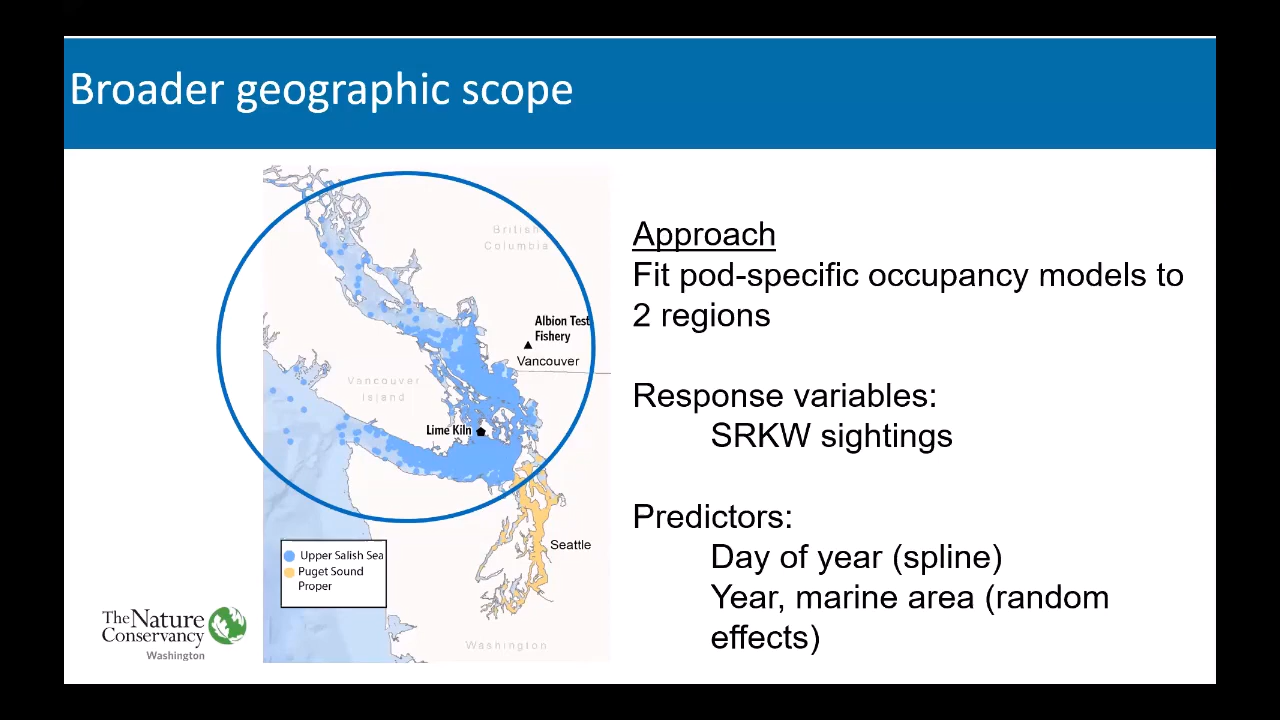 Broader geographic scope
British
Columbia
Albion Test
Fishery
Vancouver
Vancouver
Island
Lime Kiln
Seattle
Upper Salish Sea
Puget Sound
Proper
Washington
The Nature
Conservancy
Washington
Approach
Fit pod-specific occupancy models to
2 regions
Response variables:
SRKW sightings
Predictors:
Day of year (spline)
Year, marine area (random
effects)